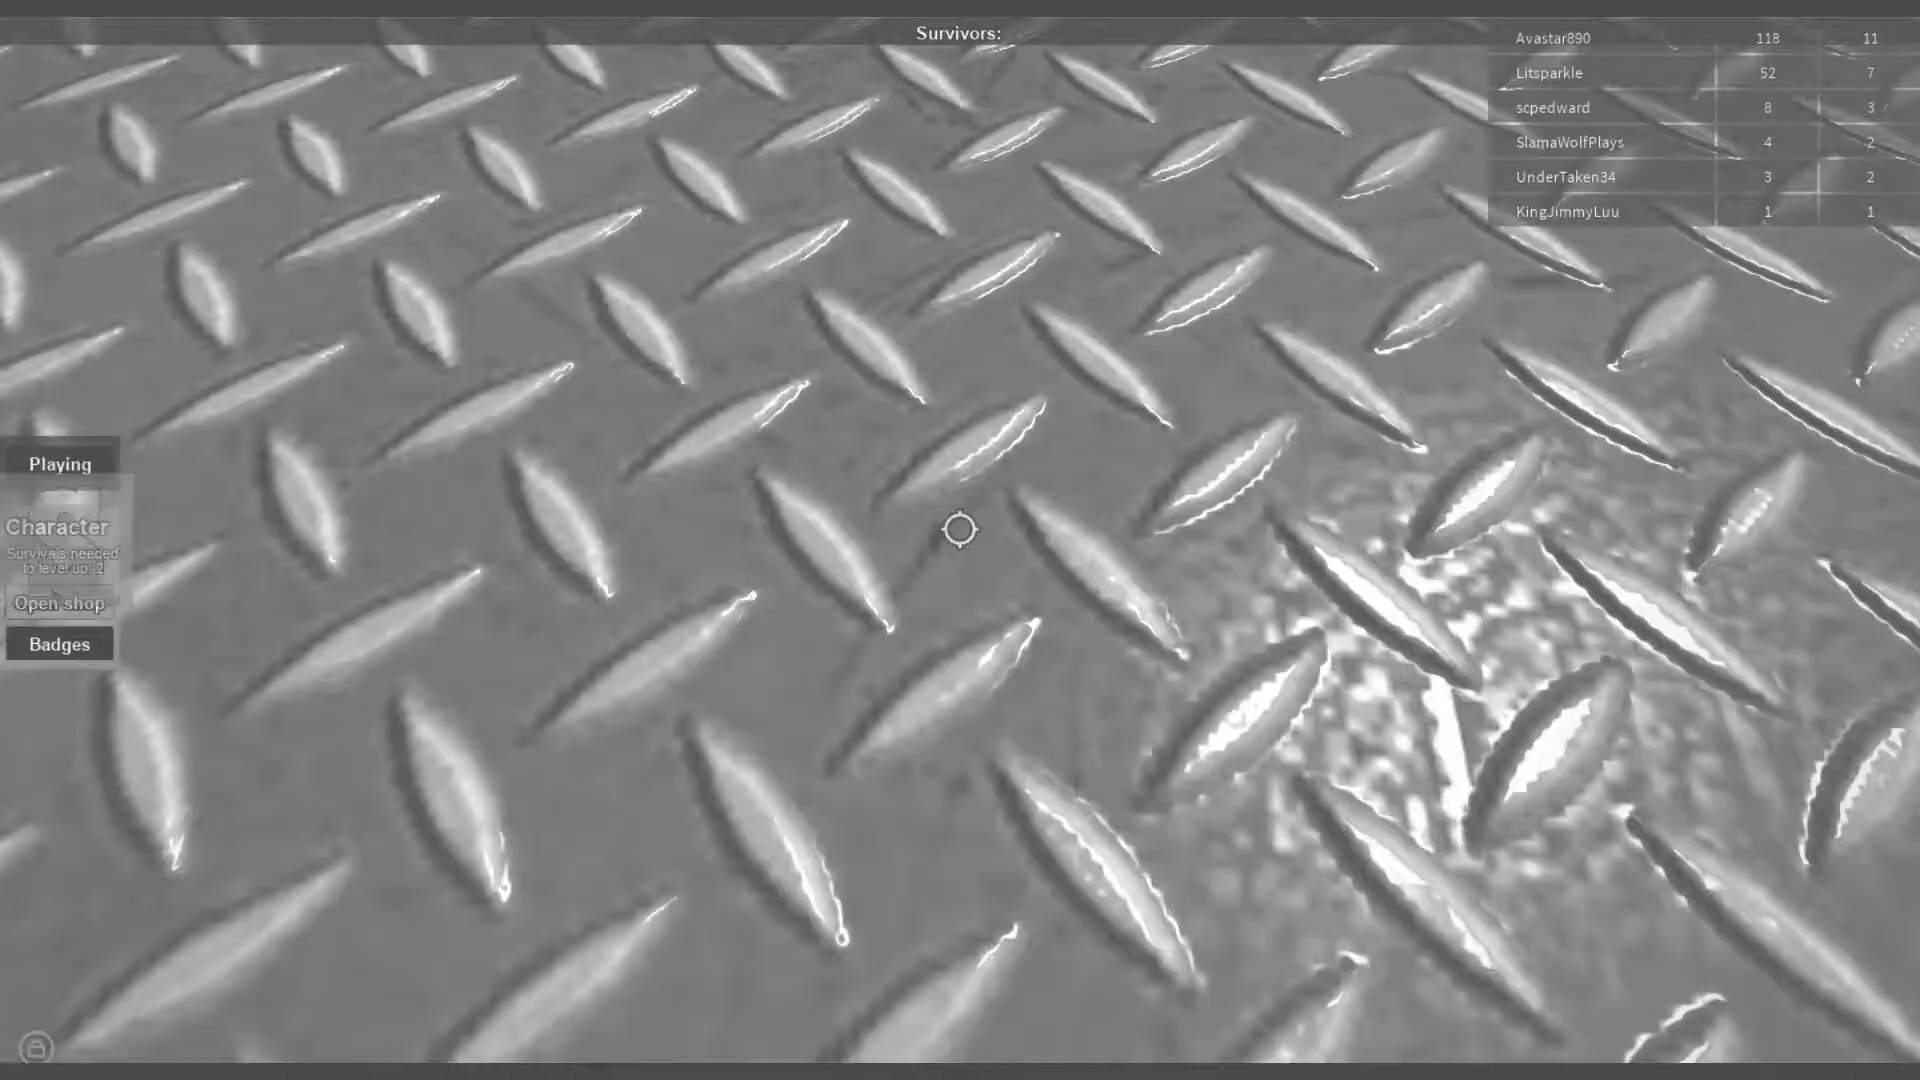 Survivors:
Avastar890 118 11
Litsparkle 52 7
scpedward 8 3
SlamaWolfPlays 4 2
UnderTaken34 3 2
KingJimmyLuu 1 1
Playing
Character
Survivals needed
to level up: 2
Open shop
Badges